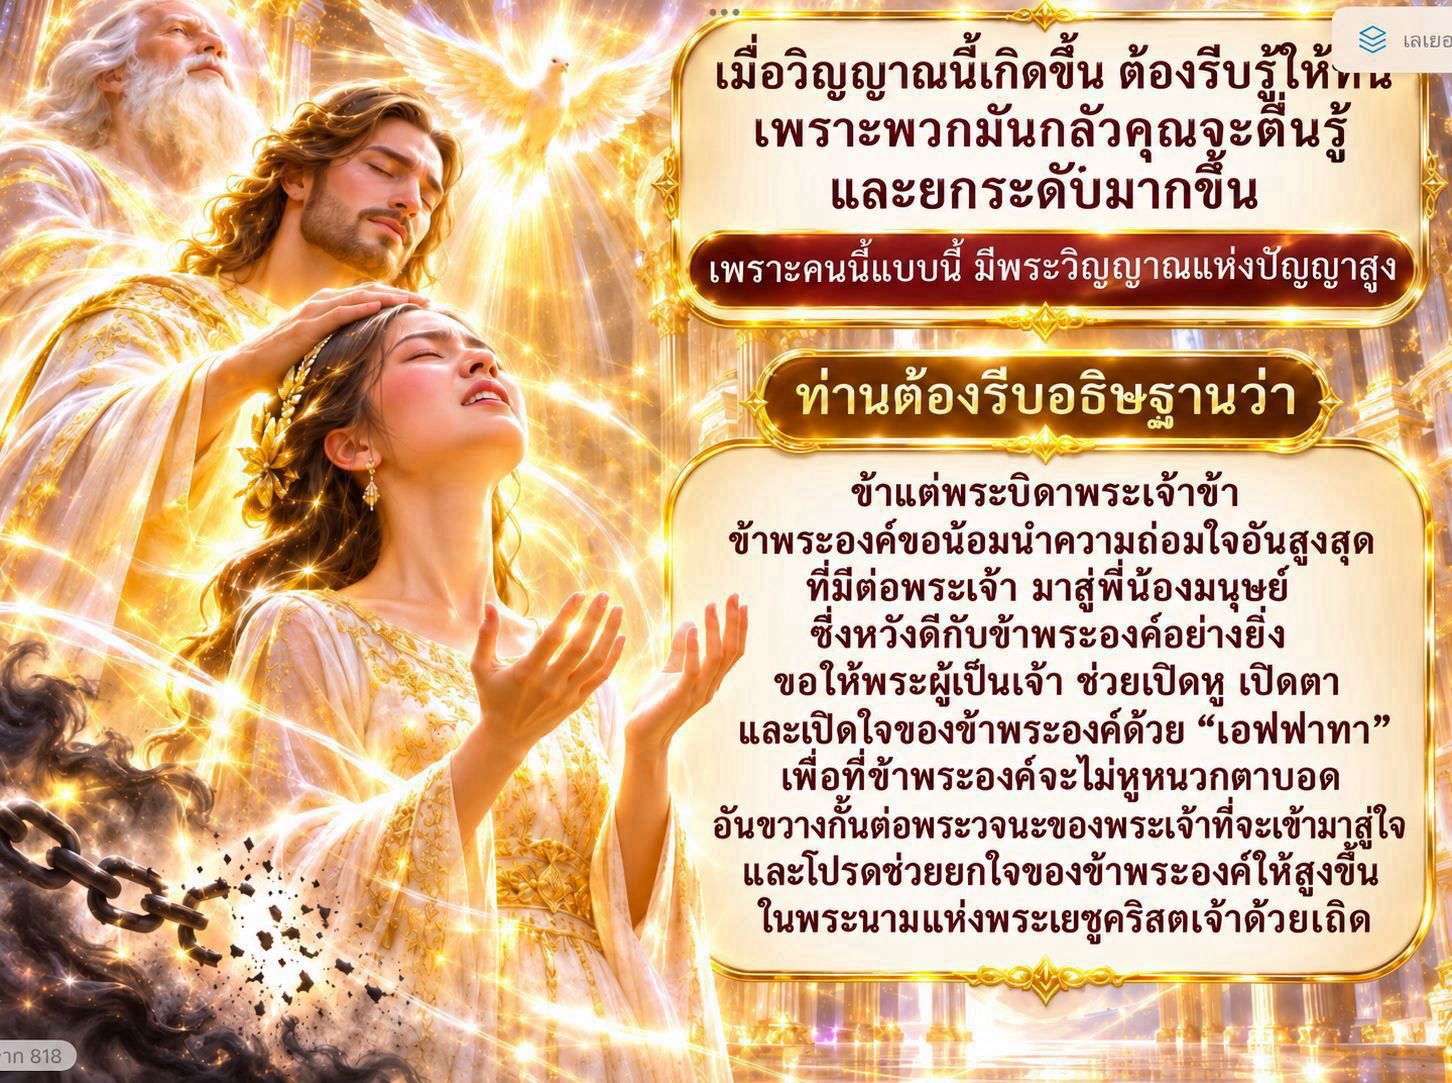 เลเยอ
เมื่อวิญญาณนี้เกิดขึ้น ต้องรีบรู้ให้ทัน
เพราะพวกมันกลัวคุณจะตื่นรู้
และยกระดับมากขึ้น
เพราะคนนี้แบบนี้ มีพระวิญญาณแห่งปัญญาสูง
ท่านต้องรีบอธิษฐานว่า
ข้าแต่พระบิดาพระเจ้าข้า
ข้าพระองค์ขอน้อมนำความถ่อมใจอันสูงสุด
ที่มีต่อพระเจ้า มาสู่พี่น้องมนุษย์
ซึ่งหวังดีกับข้าพระองค์อย่างยิ่ง
ขอให้พระผู้เป็นเจ้า ช่วยเปิดหู เปิดตา
และเปิดใจของข้าพระองค์ด้วย “เอฟฟาทา”
เพื่อที่ข้าพระองค์จะไม่หูหนวกตาบอด
อันขวางกั้นต่อพระวจนะของพระเจ้าที่จะเข้ามาสู่ใจ
และโปรดช่วยยกใจของข้าพระองค์ให้สูงขึ้น
ในพระนามแห่งพระเยซูคริสตเจ้าด้วยเถิด
จาก 818